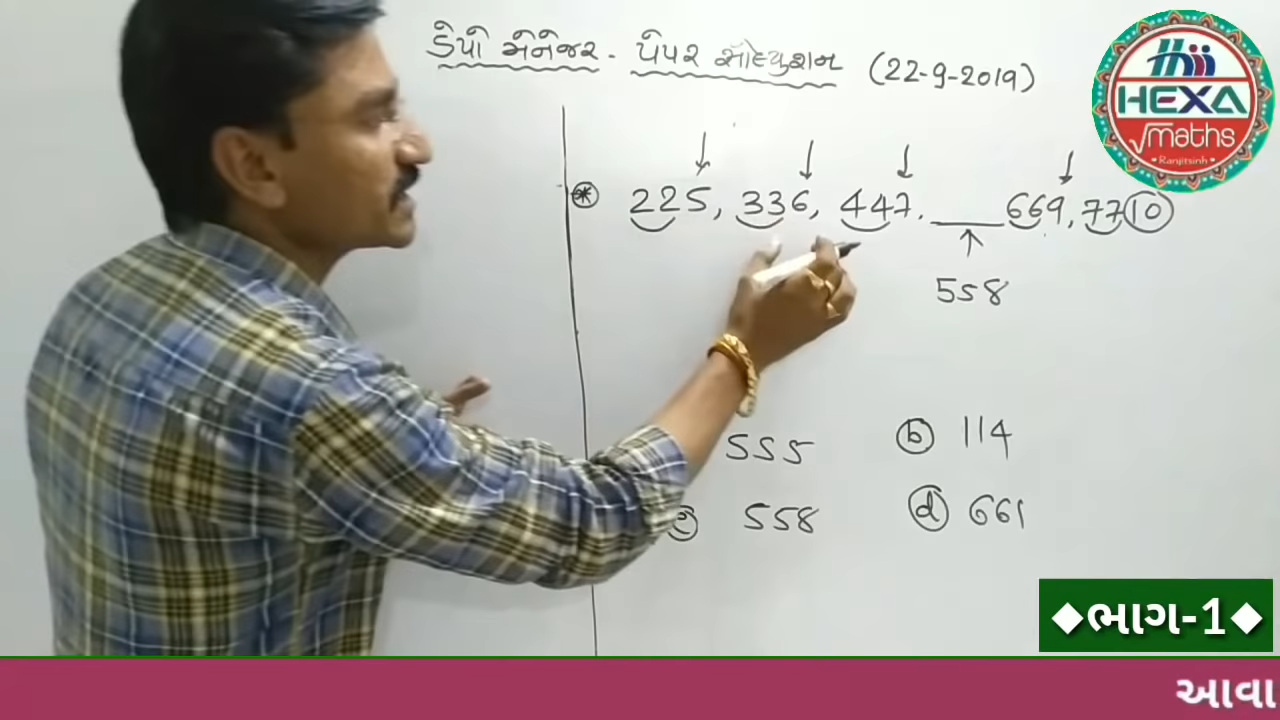 ડેપો મેનેજર - પેપર સોલ્યુશન (22-9-2019)
HEXA
maths
Ranjitsinh
225, 336, 447, ____ 669, 7710
558
555
(b) 114
(c) 558
(d) 661
◆ભાગ-1◆
આવા